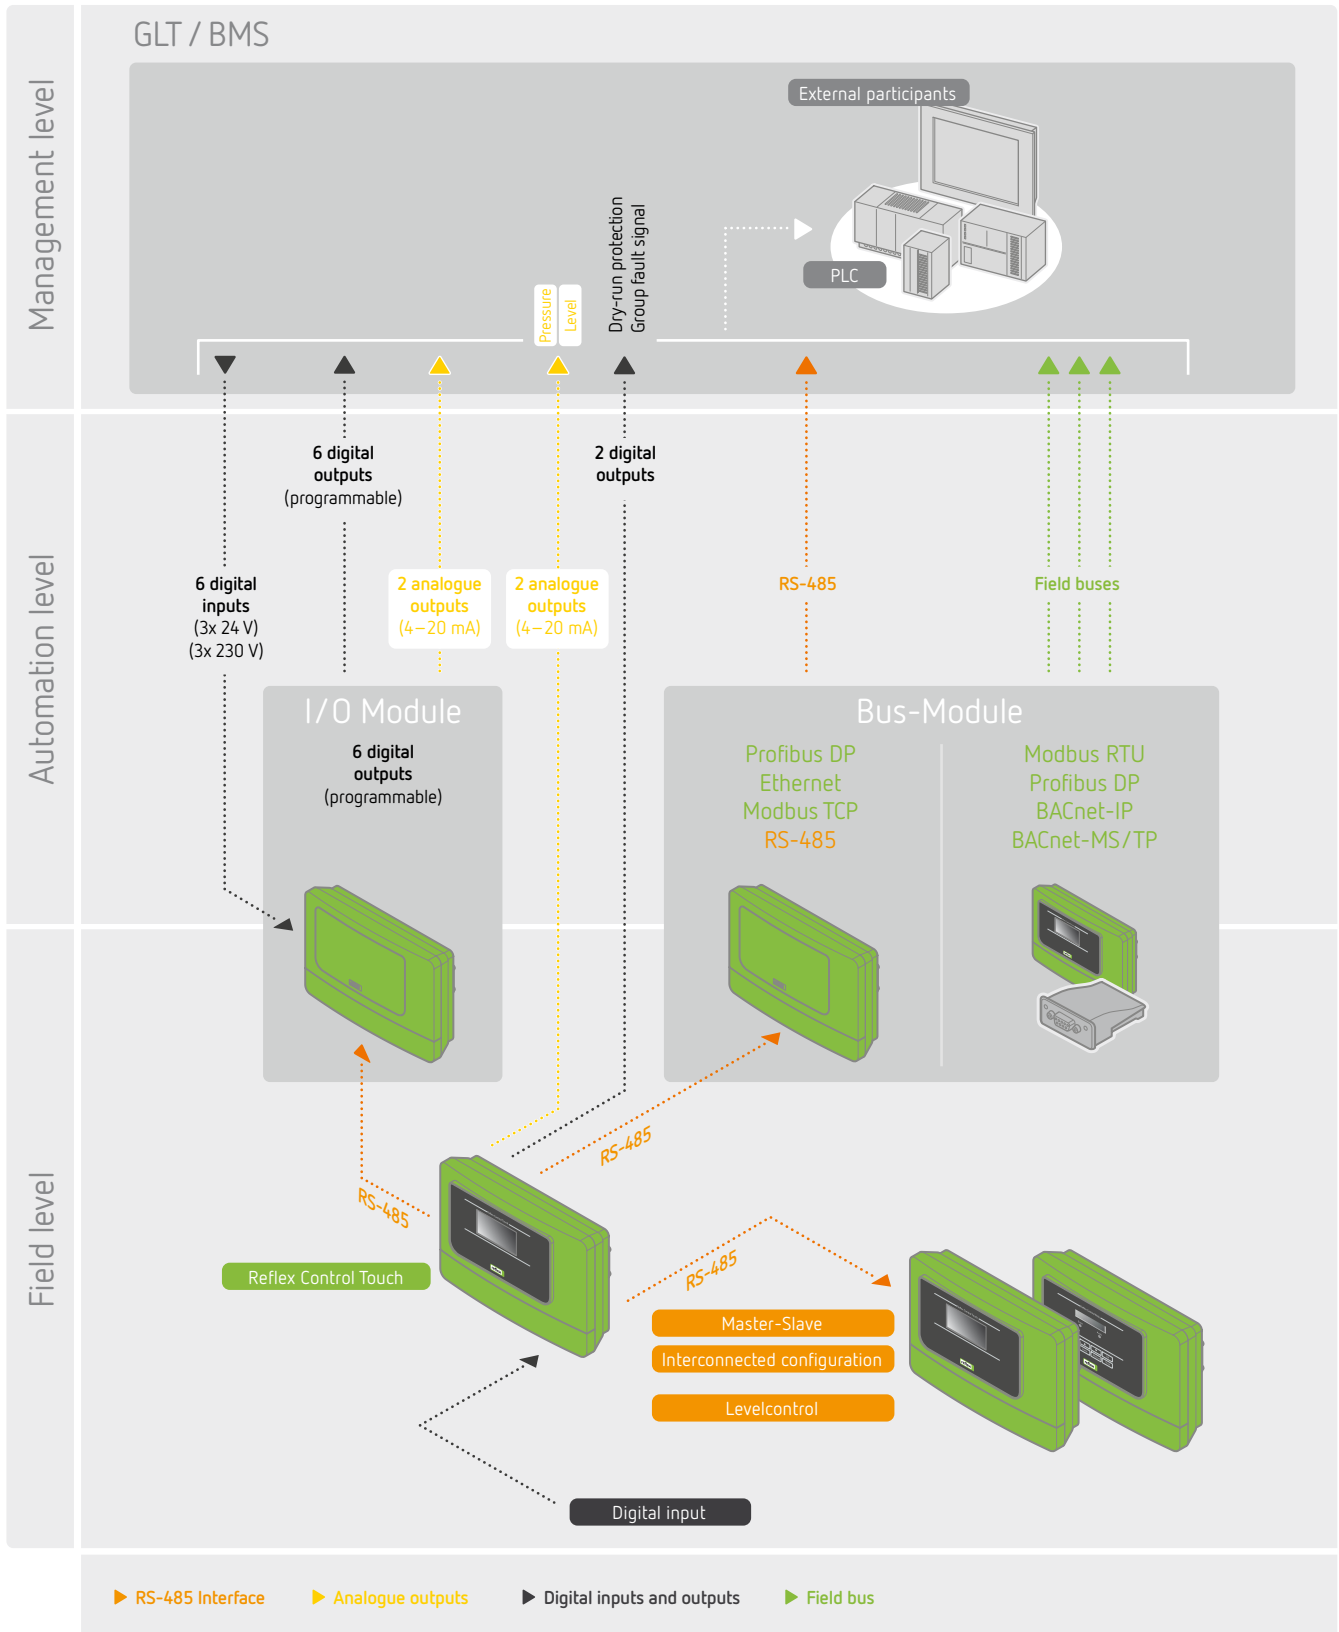 GLT / BMS
Management level
External participants
PLC
Pressure
Level
Dry-run protection
Group fault signal
Automation level
6 digital
outputs
(programmable)
2 digital
outputs
6 digital
inputs
(3x 24 V)
(3x 230 V)
2 analogue
outputs
(4–20 mA)
2 analogue
outputs
(4–20 mA)
RS-485
Field buses
I/O Module
6 digital
outputs
(programmable)
Bus-Module
Profibus DP
Ethernet
Modbus TCP
RS-485
Modbus RTU
Profibus DP
BACnet-IP
BACnet-MS/TP
Field level
RS-485
RS-485
RS-485
Reflex Control Touch
Master-Slave
Interconnected configuration
Levelcontrol
Digital input
RS-485 Interface
Analogue outputs
Digital inputs and outputs
Field bus